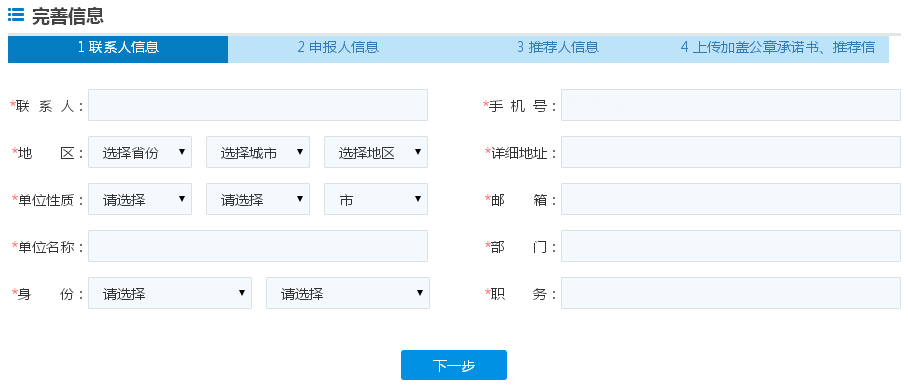 完善信息
1 联系人信息 2 申报人信息 3 推荐人信息 4 上传加盖公章承诺书、推荐信
*联 系 人： *手 机 号：
*地 区： 选择省份 选择城市 选择地区 *详细地址：
*单位性质： 请选择 请选择 市 *邮 箱：
*单位名称： *部 门：
*身 份： 请选择 请选择 *职 务：
下一步